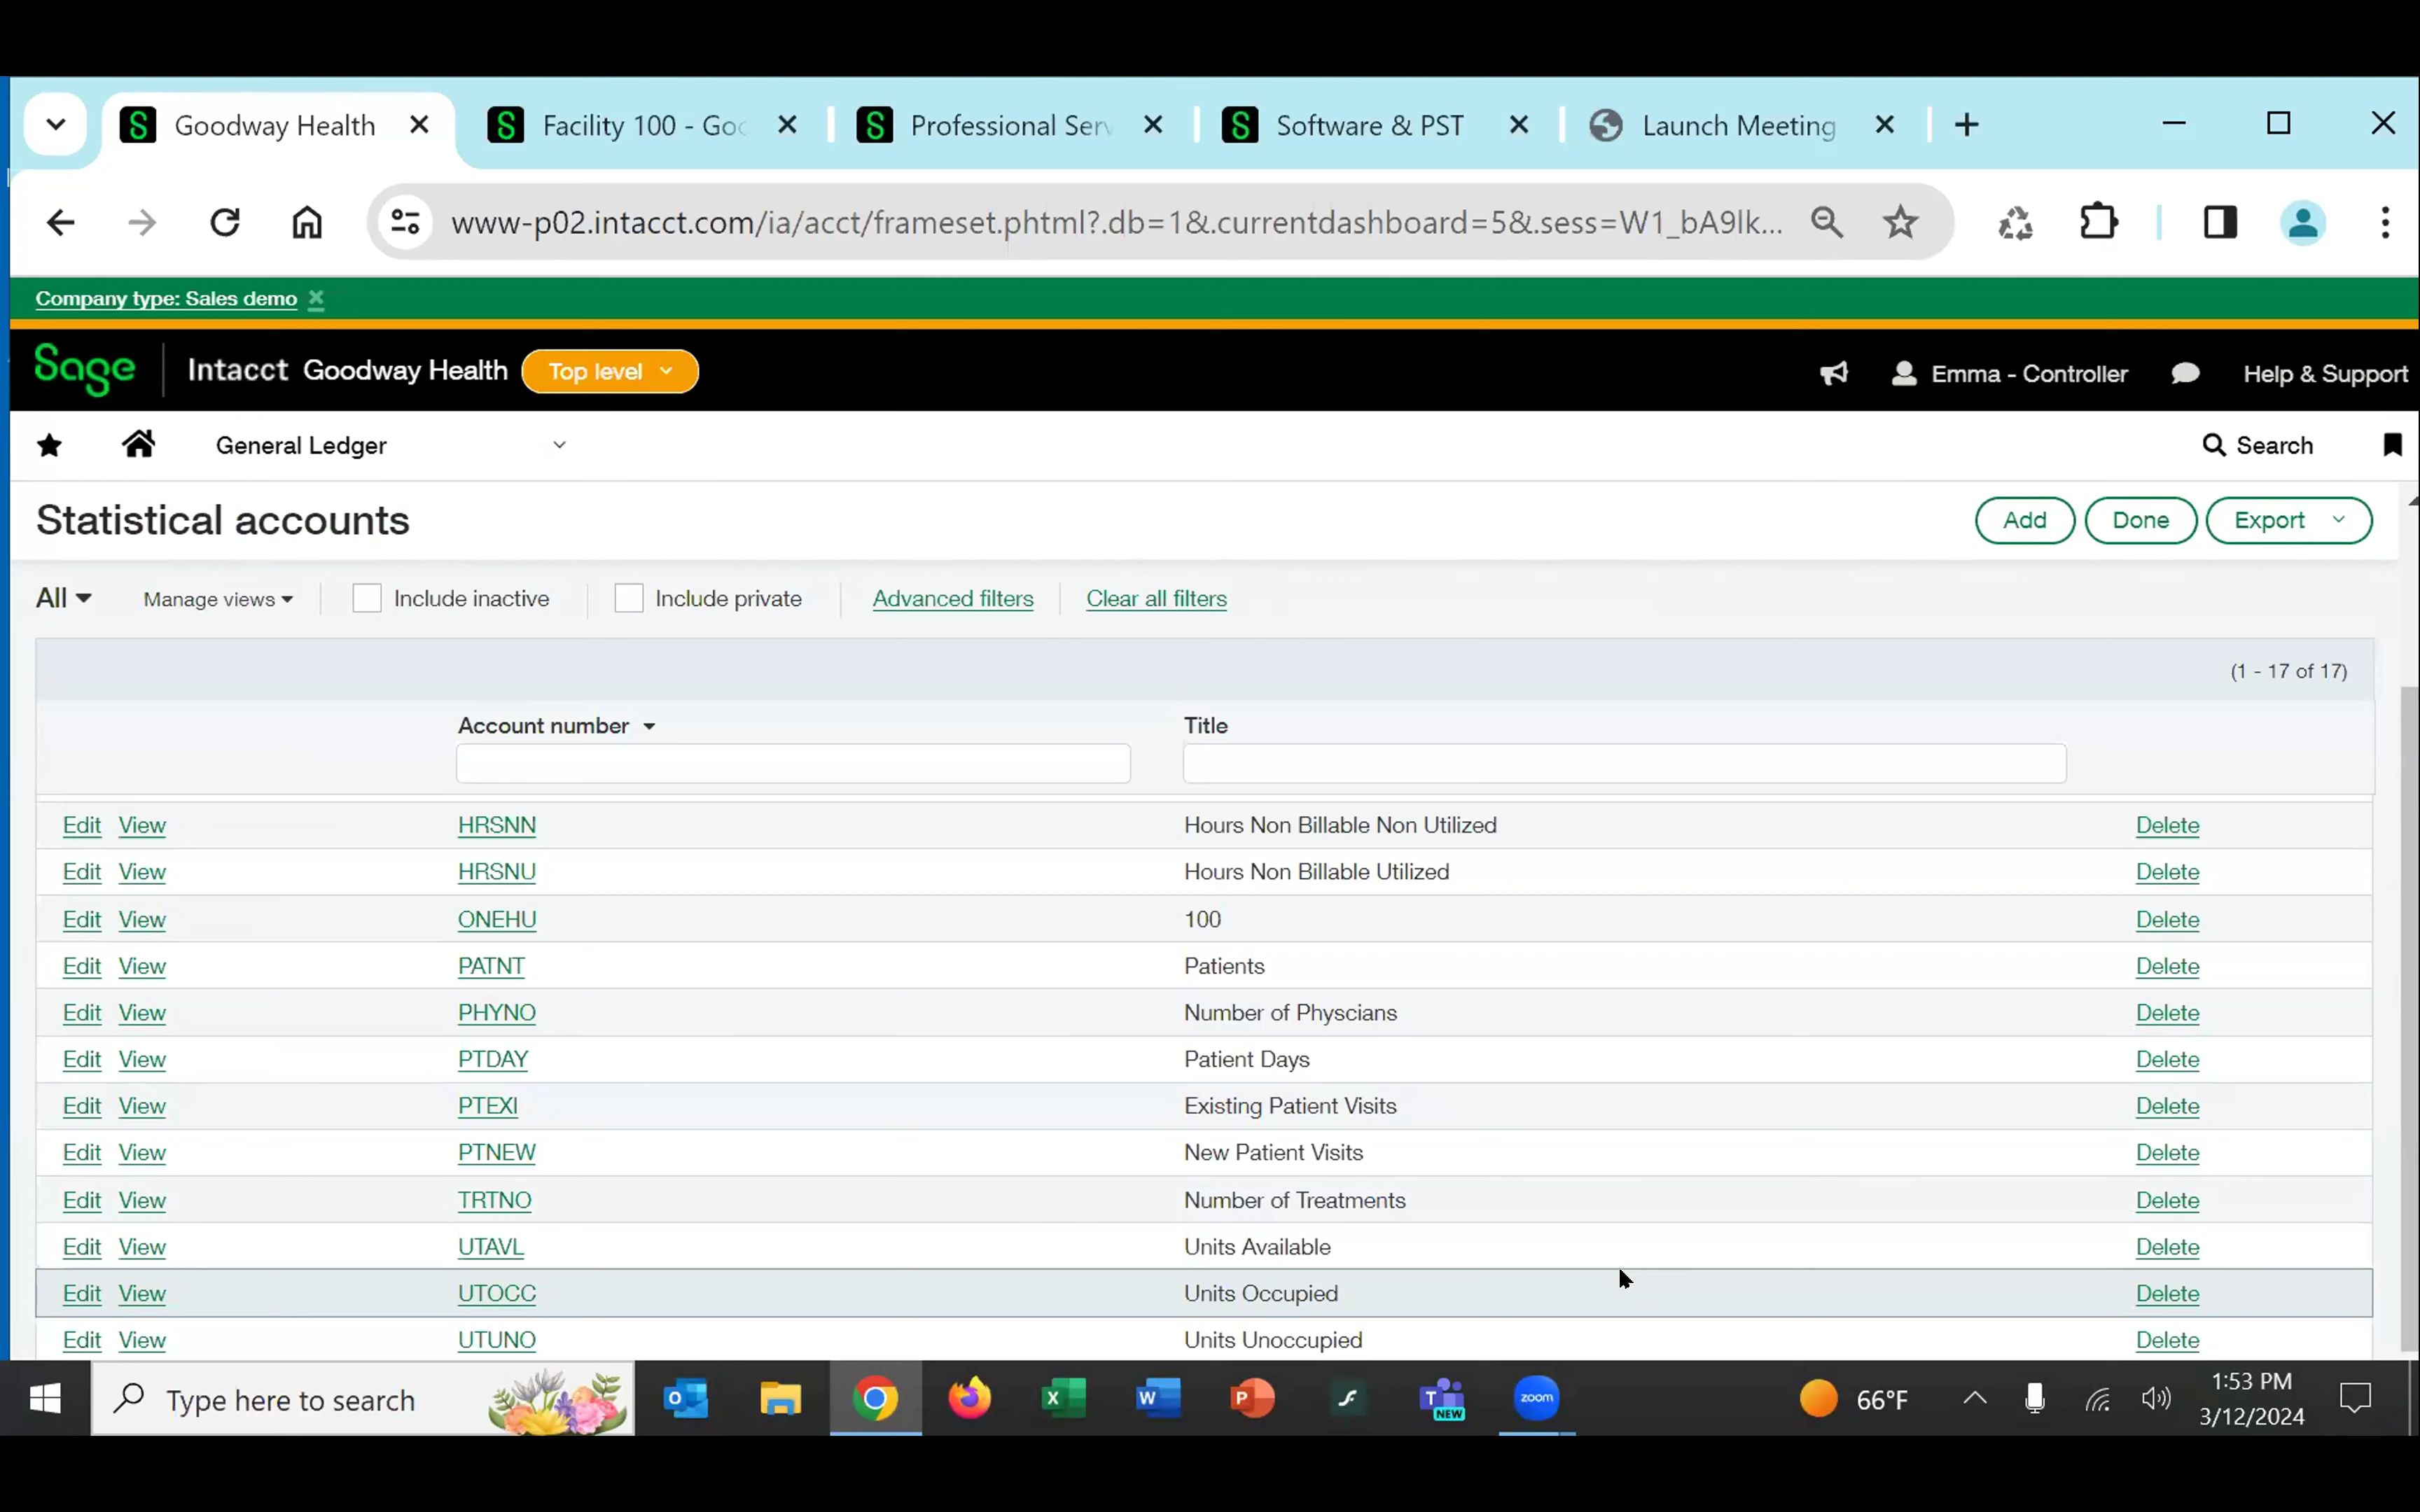 Goodway Health
Facility 100 - Goo
Professional Serv
Software & PST
Launch Meeting
www-p02.intacct.com/ia/acct/frameset.phtml?.db=1&.currentdashboard=5&.sess=W1_bA9lk...
Company type: Sales demo
Sage Intacct Goodway Health Top level Emma - Controller Help & Support
General Ledger Search
Statistical accounts Add Done Export
All Manage views Include inactive Include private Advanced filters Clear all filters
(1 - 17 of 17)
Account number Title
Edit View HRSNN Hours Non Billable Non Utilized Delete
Edit View HRSNU Hours Non Billable Utilized Delete
Edit View ONEHU 100 Delete
Edit View PATNT Patients Delete
Edit View PHYNO Number of Physcians Delete
Edit View PTDAY Patient Days Delete
Edit View PTEXI Existing Patient Visits Delete
Edit View PTNEW New Patient Visits Delete
Edit View TRTNO Number of Treatments Delete
Edit View UTAVL Units Available Delete
Edit View UTOCC Units Occupied Delete
Edit View UTUNO Units Unoccupied Delete
Type here to search NEW zoom 66°F 1:53 PM
3/12/2024